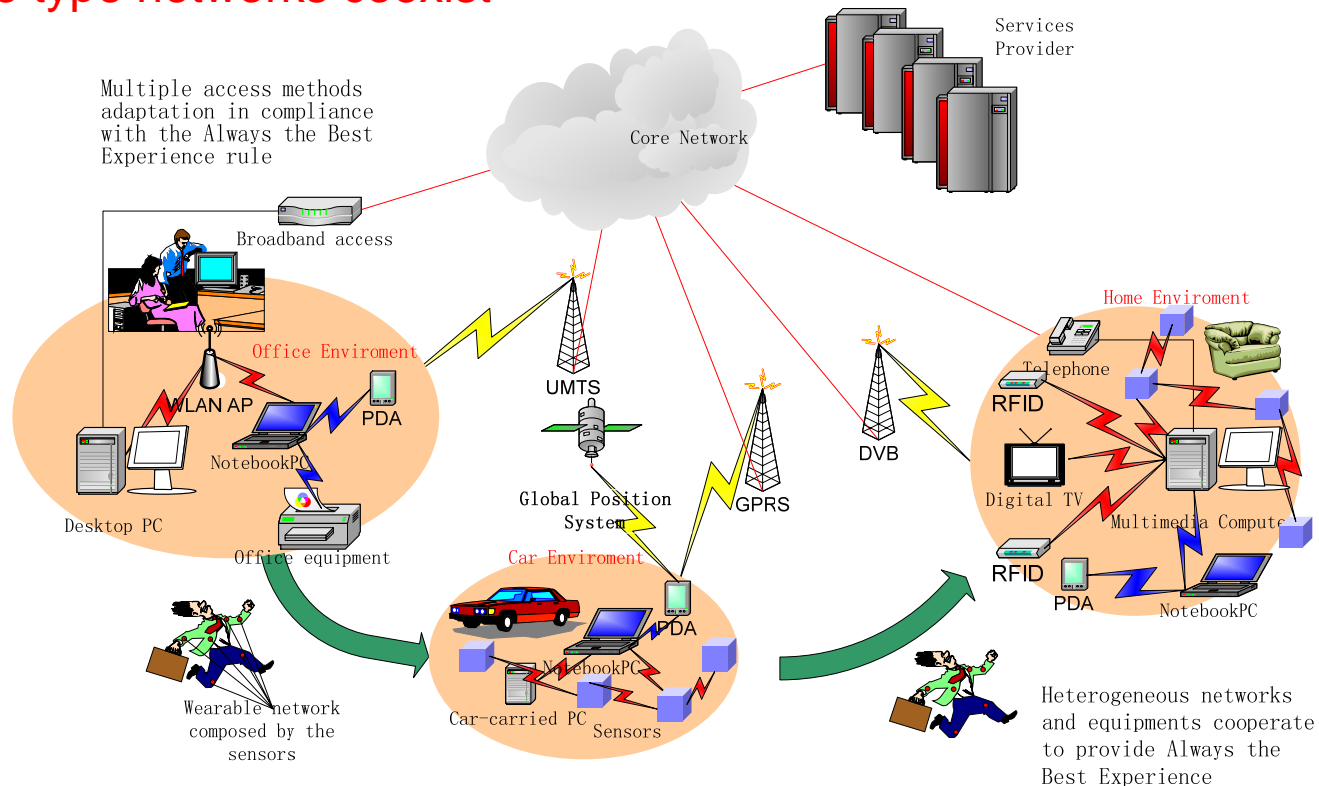 type networks coexist
Services
Provider
Multiple access methods
adaptation in compliance
with the Always the Best
Experience rule
Core Network
Broadband access
Home Enviroment
Office Enviroment
Telephone
UMTS
RFID
WLAN AP
PDA
DVB
NotebookPC
GPRS
Global Position
System
Digital TV
Desktop PC
Multimedia Compute
Office equipment
Car Enviroment
RFID
PDA
NotebookPC
PDA
NotebookPC
Car-carried PC
Sensors
Wearable network
composed by the
sensors
Heterogeneous networks
and equipments cooperate
to provide Always the
Best Experience